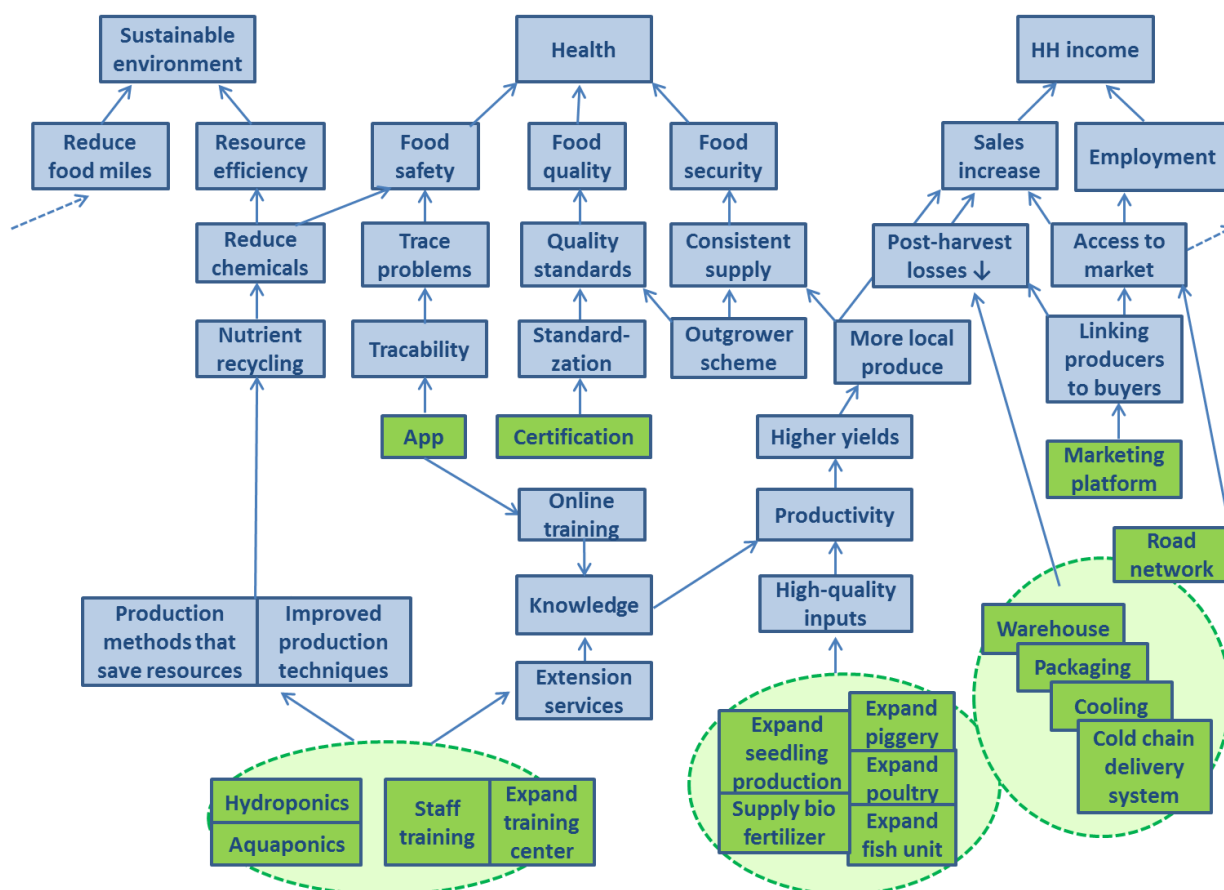 Sustainable
environment
Health
HH income
Reduce
food miles
Resource
efficiency
Food
safety
Food
quality
Food
security
Sales
increase
Employment
Reduce
chemicals
Trace
problems
Quality
standards
Consistent
supply
Post-harvest
losses ↓
Access to
market
Nutrient
recycling
Tracability
Standard-
zation
Outgrower
scheme
More local
produce
Linking
producers
to buyers
App
Certification
Higher yields
Marketing
platform
Online
training
Productivity
Road
network
Production
methods that
save resources
Improved
production
techniques
Knowledge
High-quality
inputs
Warehouse
Packaging
Cooling
Cold chain
delivery
system
Extension
services
Expand
seedling
production
Expand
piggery
Expand
poultry
Supply bio
fertilizer
Expand
fish unit
Hydroponics
Aquaponics
Staff
training
Expand
training
center